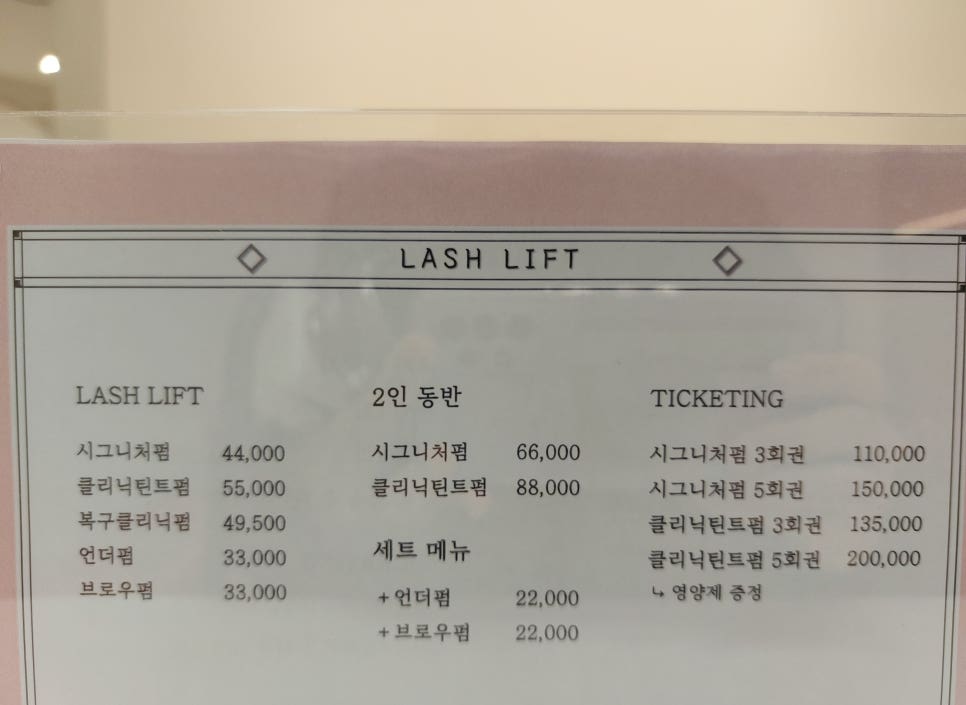 LASH LIFT
LASH LIFT
시그니처펌 44,000
클리닉틴트펌 55,000
복구클리닉펌 49,500
언더펌 33,000
브로우펌 33,000
2인 동반
시그니처펌 66,000
클리닉틴트펌 88,000
세트 메뉴
+언더펌 22,000
+브로우펌 22,000
TICKETING
시그니처펌 3회권 110,000
시그니처펌 5회권 150,000
클리닉틴트펌 3회권 135,000
클리닉틴트펌 5회권 200,000
↳ 영양제 증정